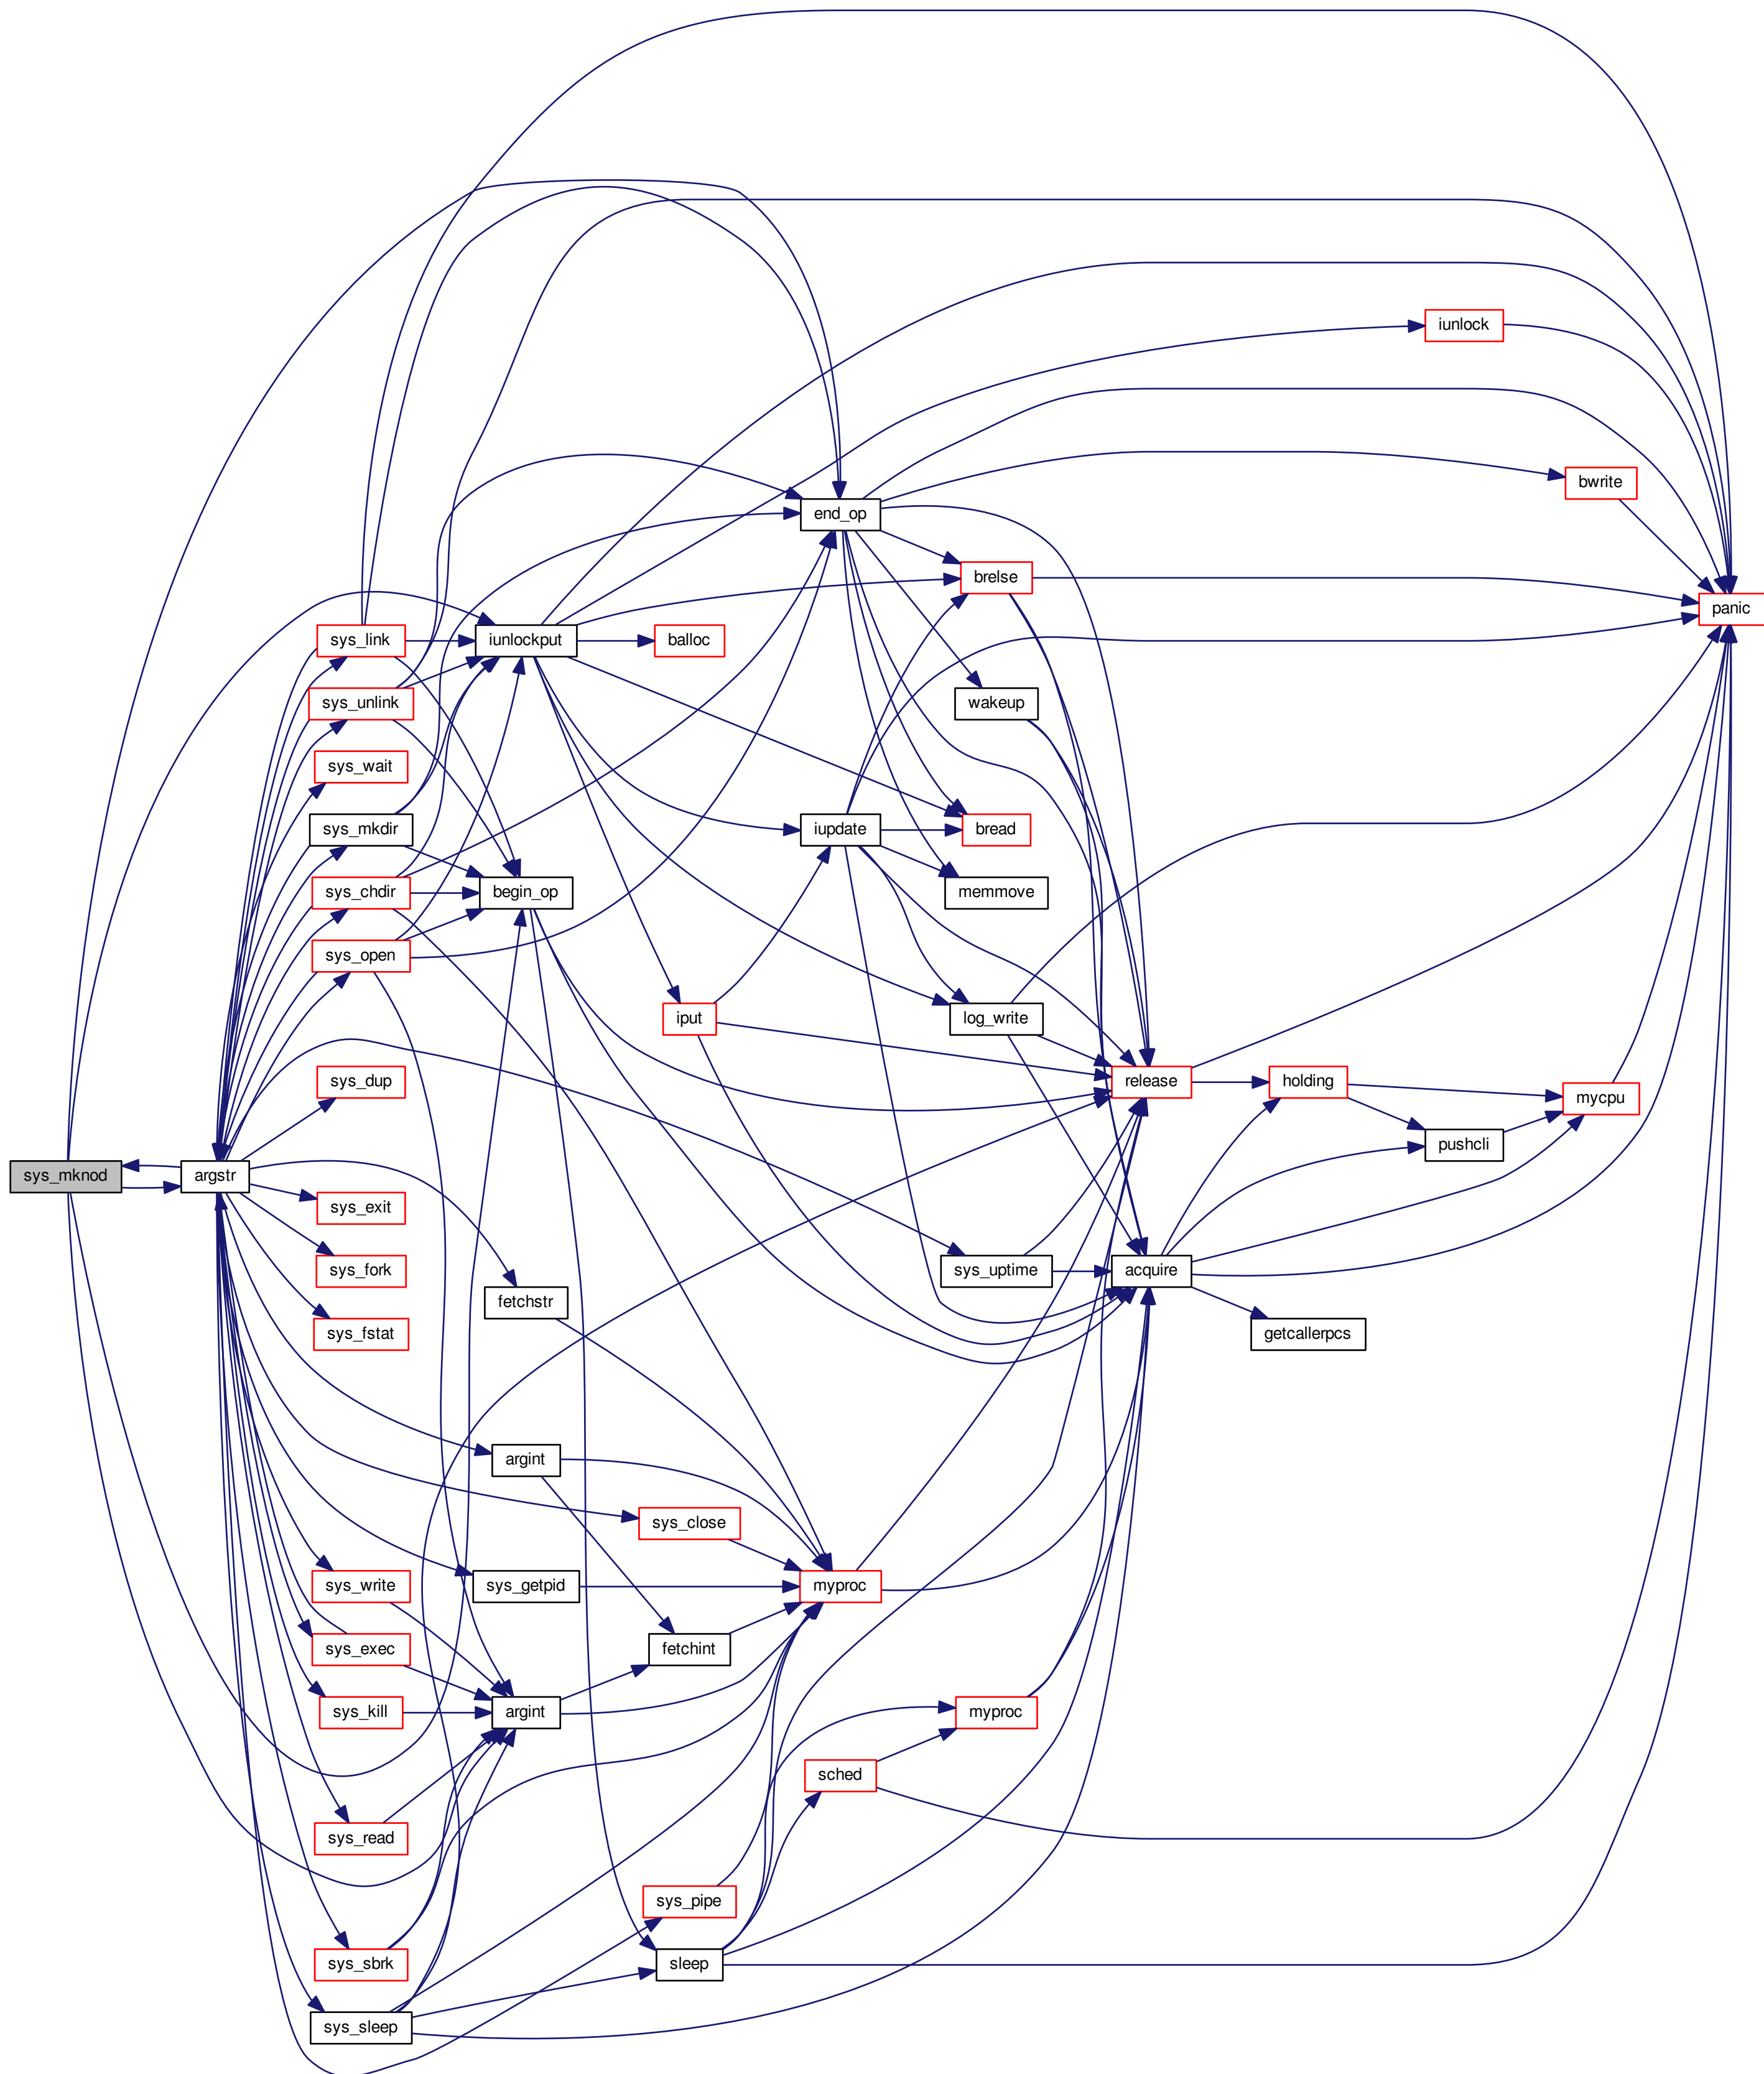 sys_mknod
argstr
sys_link
sys_unlink
sys_wait
sys_mkdir
sys_chdir
sys_open
sys_dup
sys_exit
sys_fork
sys_fstat
sys_write
sys_exec
sys_kill
sys_read
sys_sbrk
sys_sleep
iunlockput
begin_op
fetchstr
argint
sys_getpid
argint
balloc
iput
sys_close
fetchint
sys_pipe
sleep
end_op
iupdate
myproc
sched
brelse
wakeup
bread
memmove
log_write
sys_uptime
myproc
release
acquire
holding
getcallerpcs
iunlock
pushcli
bwrite
mycpu
panic